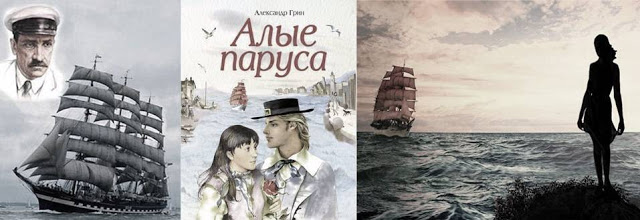 Александр Грин
Алые
паруса